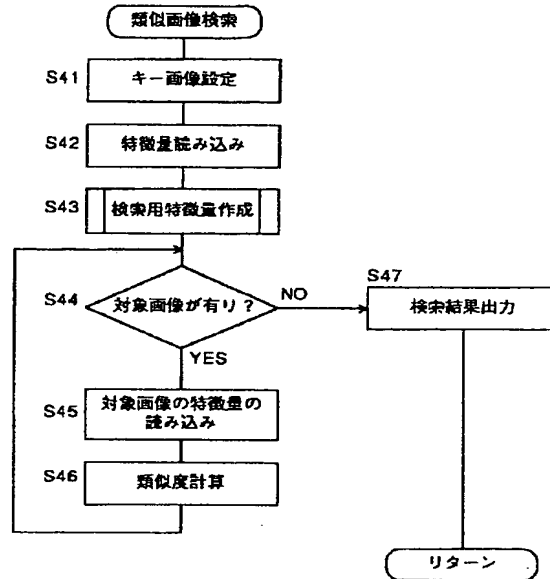 類似画像検索
S41
キー画像設定
S42
特徴量読み込み
S43
検索用特徴量作成
S44
対象画像が有り？
NO
S47
検索結果出力
YES
S45
対象画像の特徴量の
読み込み
S46
類似度計算
リターン